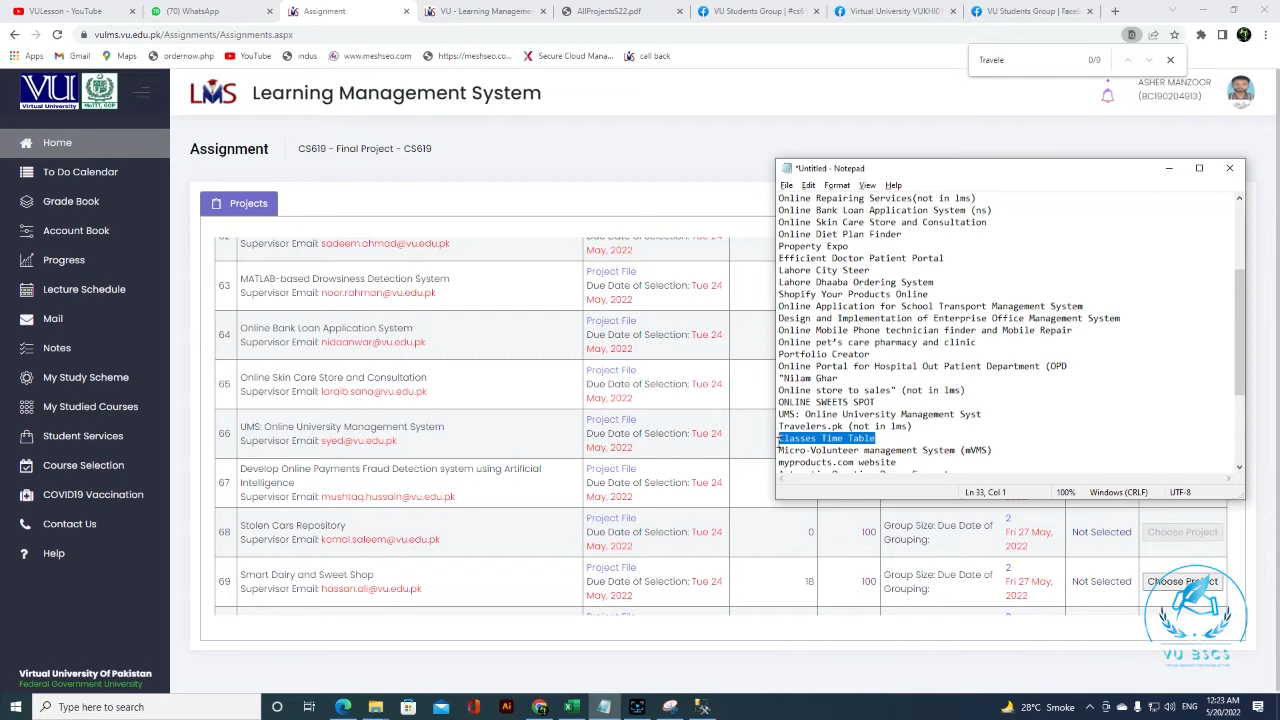 VULesson - YouTube
(70) WhatsApp
Assignment
VU - Learning Manageme
AllProjectsS22.pdf
VU Students Group | #cs6
Virtual University VUKHI01
VU Students Group | Face
vulms.vu.edu.pk/Assignments/Assignments.aspx
Apps
Gmail
Maps
ordernow.php
YouTube
indus
www.meshseo.com
https://meshseo.com...
Secure Cloud Mana...
call back
Travele
0/0
VU
Virtual University
MoITT, GOP
LMS
Learning Management System
ASHER MANZOOR
(BC190204913)
Home
To Do Calendar
Grade Book
Account Book
Progress
Lecture Schedule
Mail
Notes
My Study Scheme
My Studied Courses
Student Services
Course Selection
COVID19 Vaccination
Contact Us
Help
Virtual University Of Pakistan
Federal Government University
Assignment
CS619 - Final Project - CS619
Projects
Supervisor Email: sadeem.ahmad@vu.edu.pk
Due Date of Selection: Tue 24
May, 2022
63
MATLAB-based Drowsiness Detection System
Supervisor Email: noor.rahman@vu.edu.pk
Project File
Due Date of Selection: Tue 24
May, 2022
64
Online Bank Loan Application System
Supervisor Email: nidaanwar@vu.edu.pk
Project File
Due Date of Selection: Tue 24
May, 2022
65
Online Skin Care Store and Consultation
Supervisor Email: laraib.sana@vu.edu.pk
Project File
Due Date of Selection: Tue 24
May, 2022
66
UMS: Online University Management System
Supervisor Email: syed@vu.edu.pk
Project File
Due Date of Selection: Tue 24
May, 2022
67
Develop Online Payments Fraud Detection system using Artificial
Intelligence
Supervisor Email: mushtaq.hussain@vu.edu.pk
Project File
Due Date of Selection: Tue 24
May, 2022
68
Stolen Cars Repository
Supervisor Email: komal.saleem@vu.edu.pk
Project File
Due Date of Selection: Tue 24
May, 2022
0
100
Group Size: Due Date of
Grouping:
2
Fri 27 May,
2022
Not Selected
Choose Project
69
Smart Dairy and Sweet Shop
Supervisor Email: hassan.ali@vu.edu.pk
Project File
Due Date of Selection: Tue 24
May, 2022
18
100
Group Size: Due Date of
Grouping:
2
Fri 27 May,
2022
Not Selected
Choose Project
*Untitled - Notepad
File Edit Format View Help
Online Repairing Services(not in lms)
Online Bank Loan Application System (ns)
Online Skin Care Store and Consultation
Online Diet Plan Finder
Property Expo
Efficient Doctor Patient Portal
Lahore City Steer
Lahore Dhaaba Ordering System
Shopify Your Products Online
Online Application for School Transport Management System
Design and Implementation of Enterprise Office Management System
Online Mobile Phone technician finder and Mobile Repair
Online pet's care pharmacy and clinic
Portfolio Creator
Online Portal for Hospital Out Patient Department (OPD
"Nilam Ghar
Online store to sales" (not in lms)
ONLINE SWEETS SPOT
UMS: Online University Management Syst
Travelers.pk (not in lms)
Classes Time Table
Micro-Volunteer management System (mVMS)
myproducts.com website
Ln 33, Col 1
100%
Windows (CRLF)
UTF-8
VU BSCS
Type here to search
28°C Smoke
ENG
12:23 AM
5/20/2022